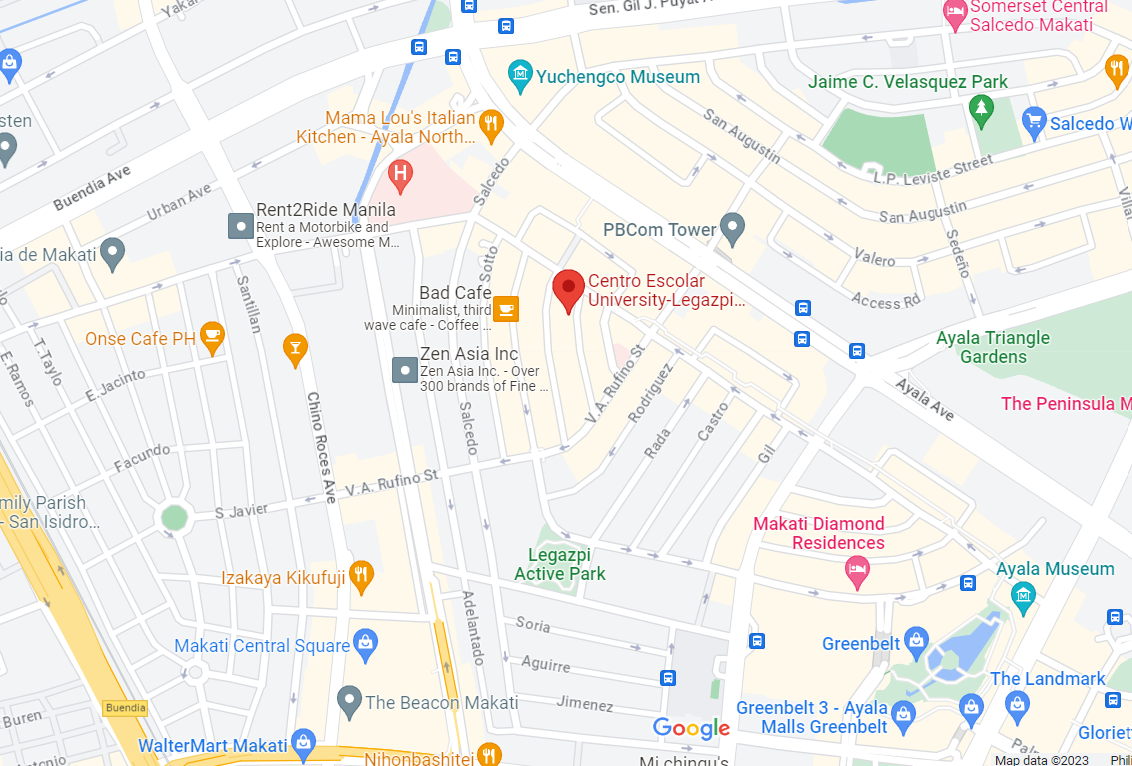 Yakal
Sen. Gil J. Puyat A
Somerset Central
Salcedo Makati
Yuchengco Museum
Jaime C. Velasquez Park
Mama Lou's Italian
Kitchen - Ayala North...
San Augustin
Salcedo W
sten
Buendia Ave
Urban Ave
Salcedo
L.P. Leviste Street
San Augustin
Villar
Rent2Ride Manila
Rent a Motorbike and
Explore - Awesome M...
PBCom Tower
ia de Makati
Sotto
Valero
Sedeño
Access Rd
Santillan
Bad Cafe
Minimalist, third
wave cafe - Coffee ...
Centro Escolar
University-Legazpi...
Onse Cafe PH
T.Taylo
E.Ramos
E.Jacinto
Zen Asia Inc
Zen Asia Inc. - Over
300 brands of Fine ...
Ayala Triangle
Gardens
V.A. Rufino St
Rodriguez
Ayala Ave
The Peninsula M
Chino Roces Ave
Salcedo
Castro
Rada
Gil
Facundo
V.A. Rufino St
S Javier
mily Parish
- San Isidro...
Makati Diamond
Residences
Legazpi
Active Park
Izakaya Kikufuji
Ayala Museum
Adelantado
Soria
Makati Central Square
Greenbelt
Aguirre
The Landmark
The Beacon Makati
Jimenez
Buendia
Buren
Greenbelt 3 - Ayala
Malls Greenbelt
Google
Gloriet
WalterMart Makati
Antonio
Nihonbashitei
Mi chingu's
Pal
Map data ©2023
Phili